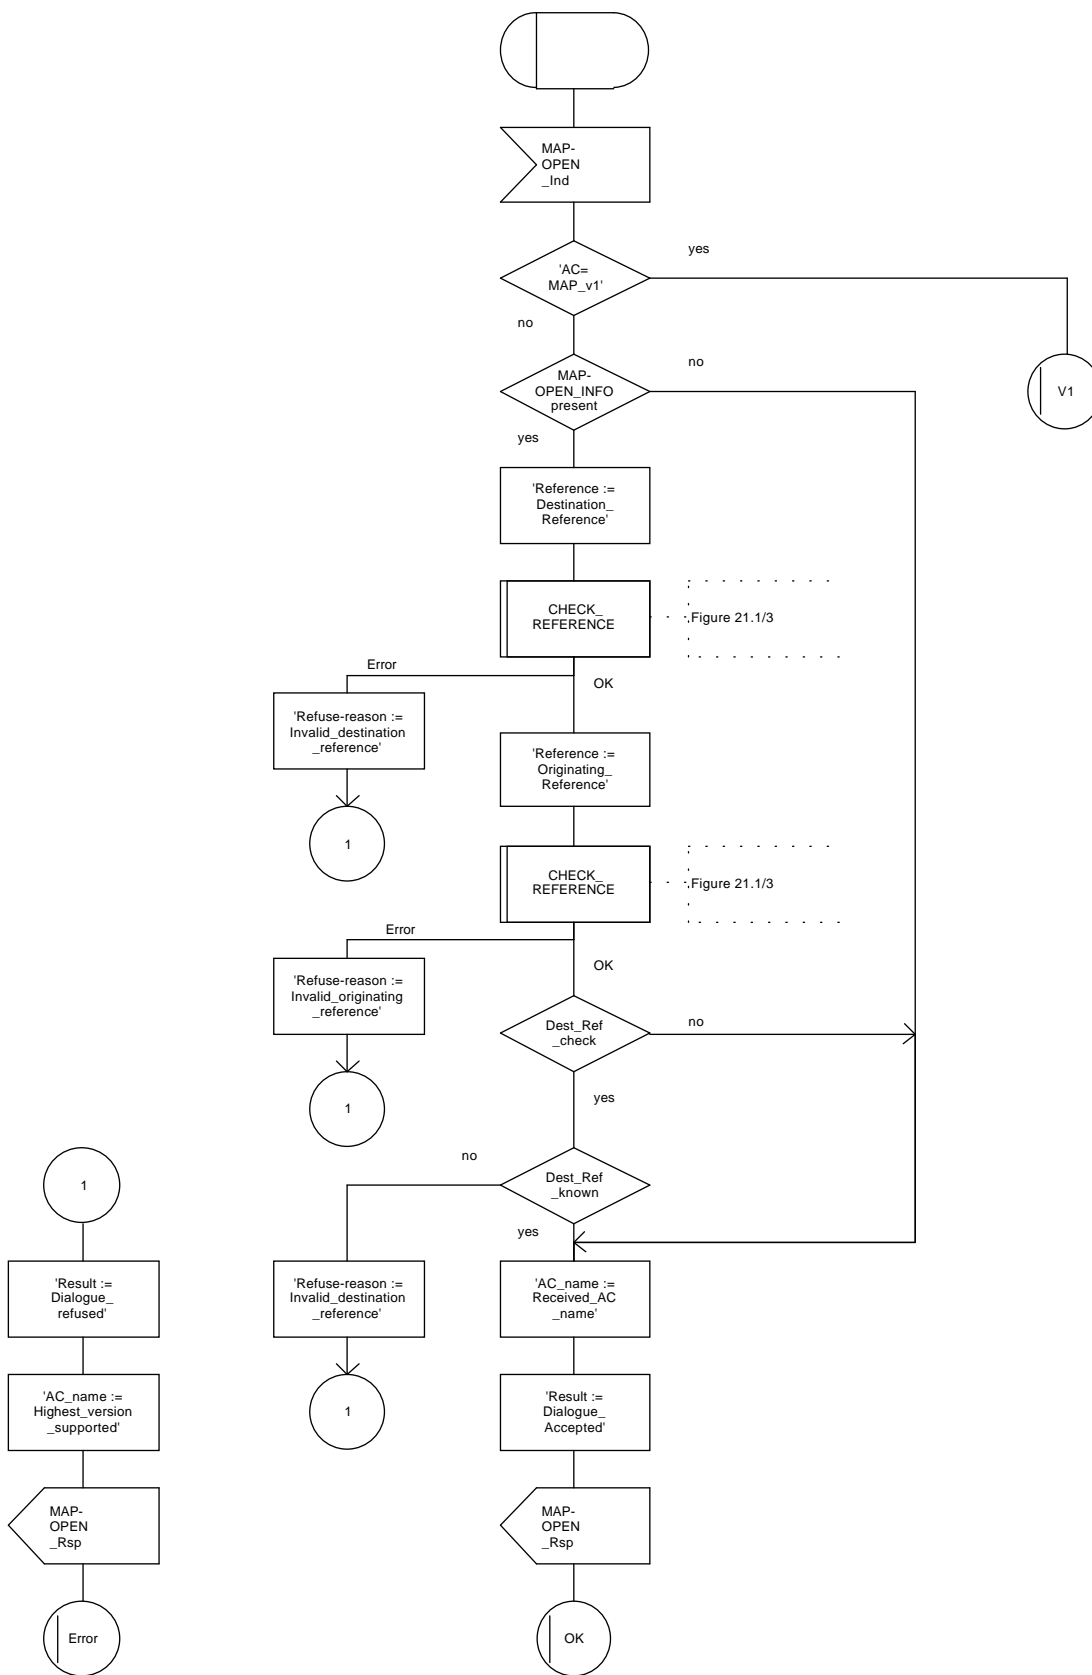 MAP-
OPEN
_Ind
yes
'AC=
MAP_v1'
no
no
MAP-
OPEN_INFO
present
V1
yes
'Reference :=
Destination_
Reference'
CHECK_
REFERENCE
Figure 21.1/3
Error
OK
'Refuse-reason :=
Invalid_destination
_reference'
'Reference :=
Originating_
Reference'
1
CHECK_
REFERENCE
Figure 21.1/3
Error
OK
'Refuse-reason :=
Invalid_originating
_reference'
Dest_Ref
_check
no
yes
1
no
Dest_Ref
_known
1
yes
'Result :=
Dialogue_
refused'
'Refuse-reason :=
Invalid_destination
_reference'
'AC_name :=
Received_AC
_name'
'AC_name :=
Highest_version
_supported'
1
'Result :=
Dialogue_
Accepted'
MAP-
OPEN
_Rsp
MAP-
OPEN
_Rsp
Error
OK